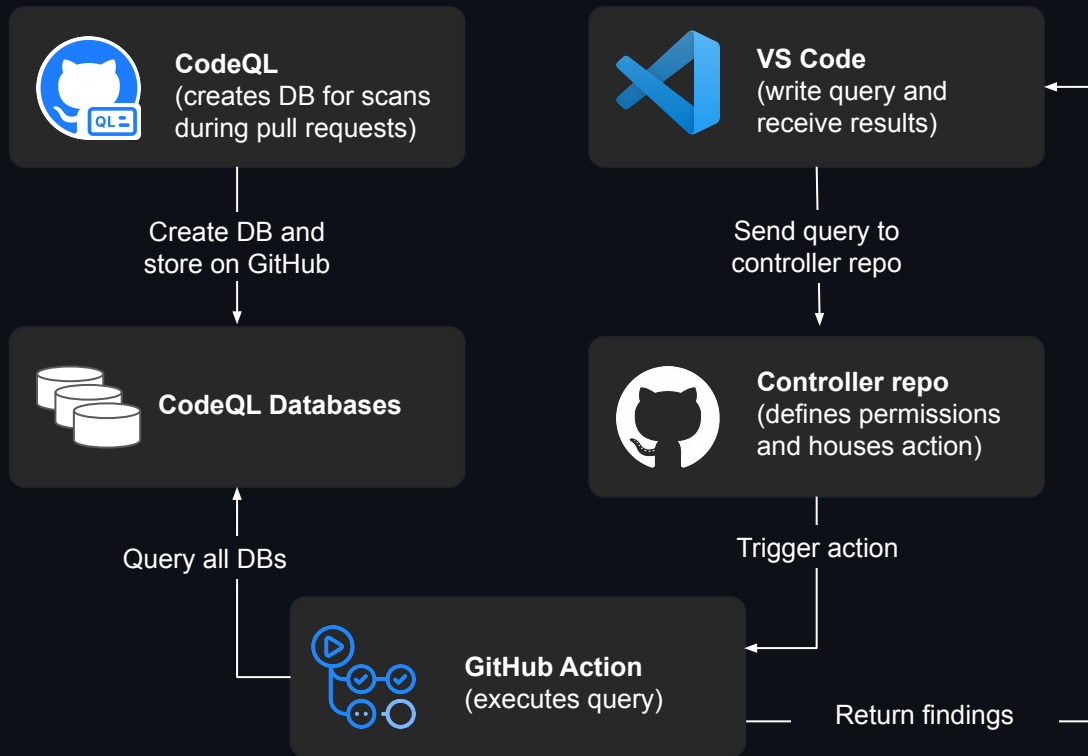 CodeQL
(creates DB for scans
during pull requests)
QL
VS Code
(write query and
receive results)
Create DB and
store on GitHub
Send query to
controller repo
CodeQL Databases
Controller repo
(defines permissions
and houses action)
Query all DBs
Trigger action
GitHub Action
(executes query)
Return findings